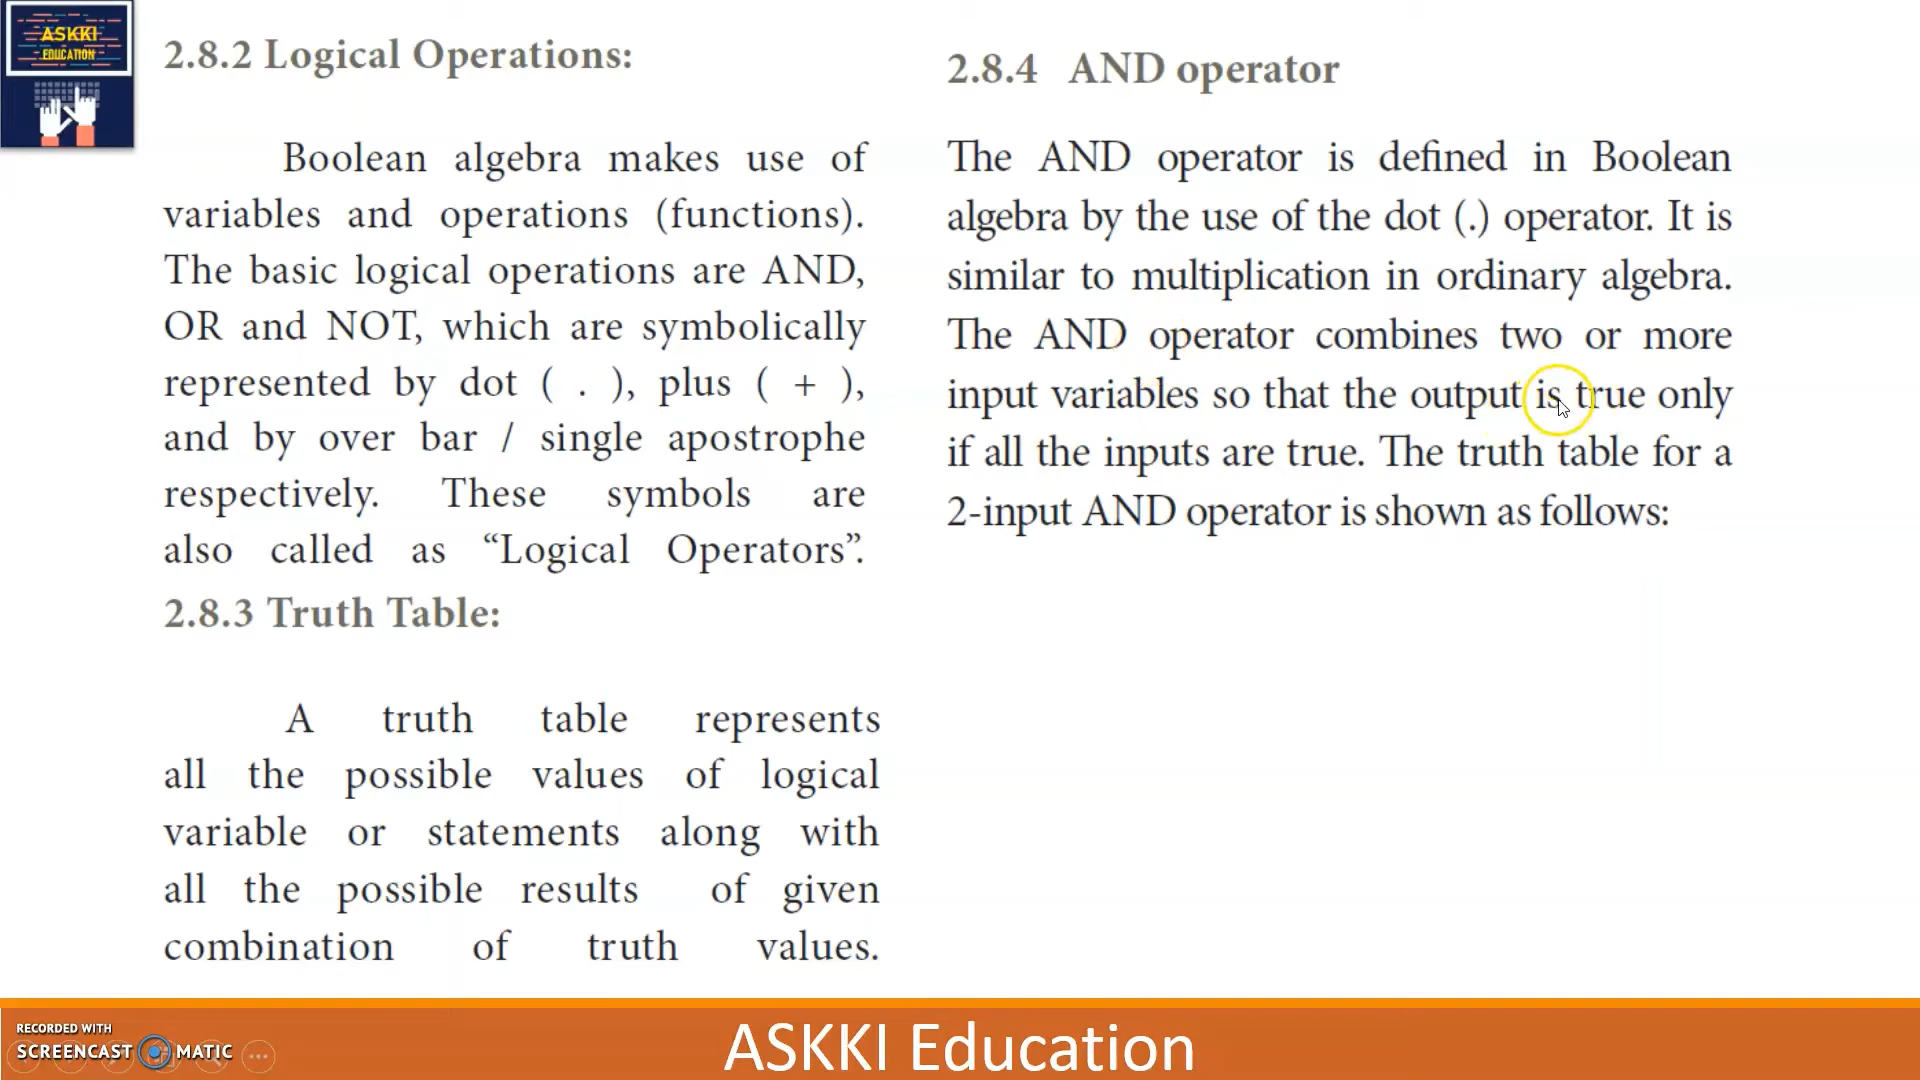 ASKKI
EDUCATION
2.8.2 Logical Operations:
Boolean algebra makes use of
variables and operations (functions).
The basic logical operations are AND,
OR and NOT, which are symbolically
represented by dot ( . ), plus ( + ),
and by over bar / single apostrophe
respectively. These symbols are
also called as “Logical Operators”.
2.8.3 Truth Table:
A truth table represents
all the possible values of logical
variable or statements along with
all the possible results of given
combination of truth values.
2.8.4 AND operator
The AND operator is defined in Boolean
algebra by the use of the dot (.) operator. It is
similar to multiplication in ordinary algebra.
The AND operator combines two or more
input variables so that the output is true only
if all the inputs are true. The truth table for a
2-input AND operator is shown as follows:
RECORDED WITH
SCREENCAST MATIC
ASKKI Education